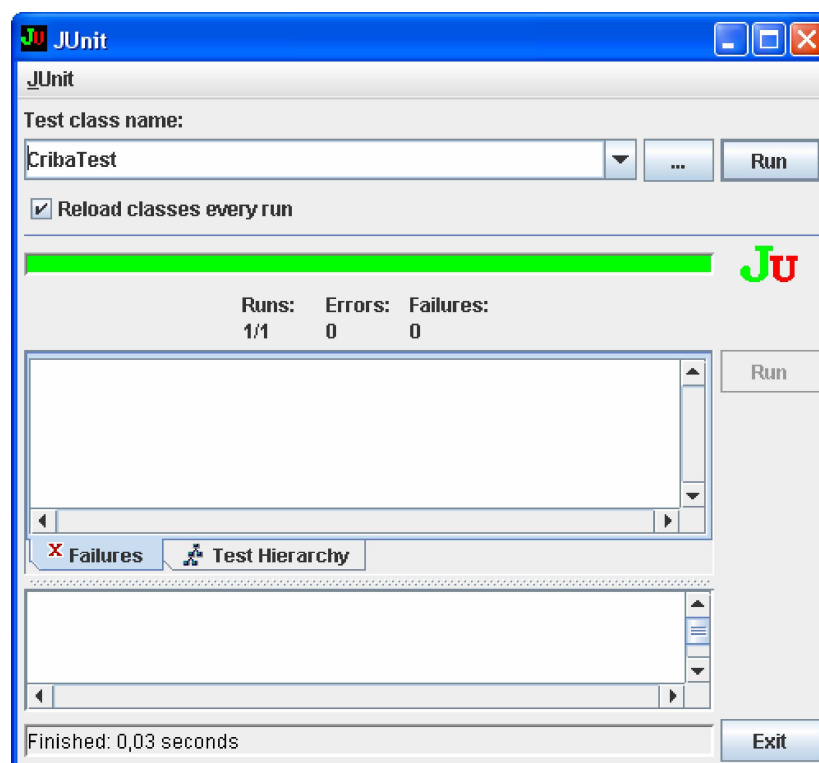 JU JUnit
JUnit
Test class name:
CribaTest
... Run
Reload classes every run
JU
Runs: Errors: Failures:
1/1 0 0
Run
X Failures Test Hierarchy
Finished: 0,03 seconds
Exit